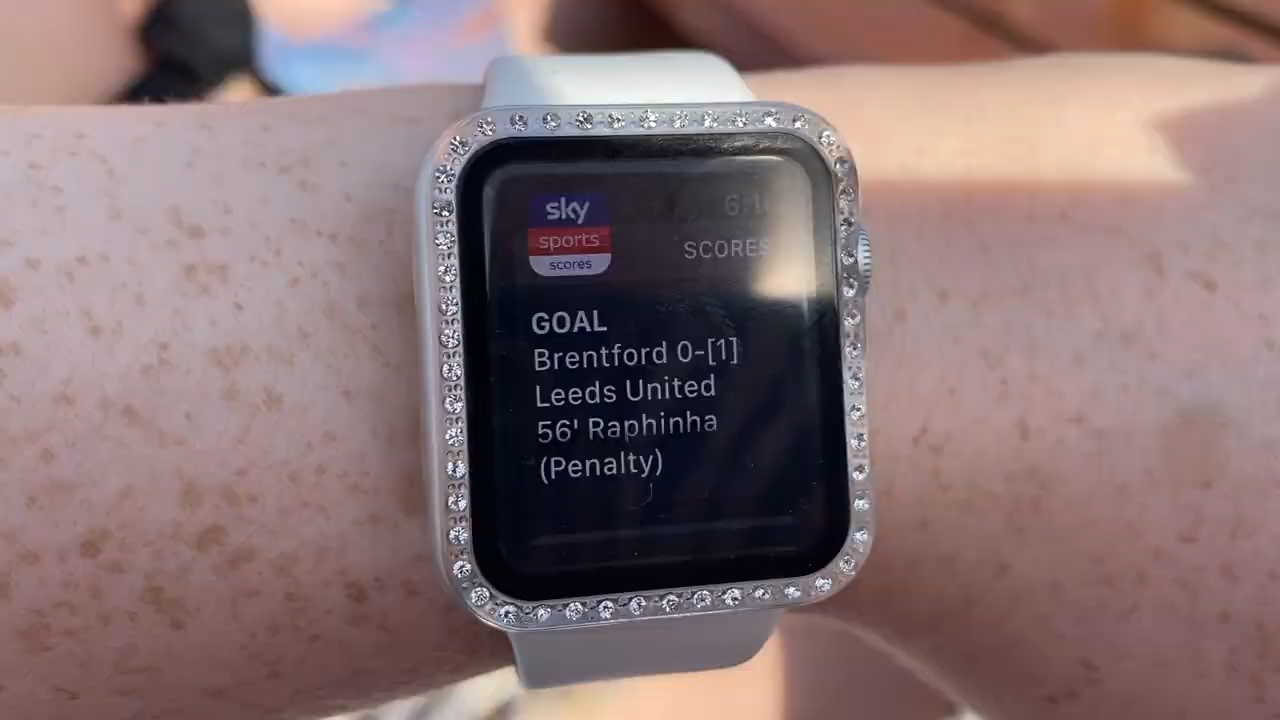 sky
sports
scores
SCORES
GOAL
Brentford 0-[1]
Leeds United
56' Raphinha
(Penalty)